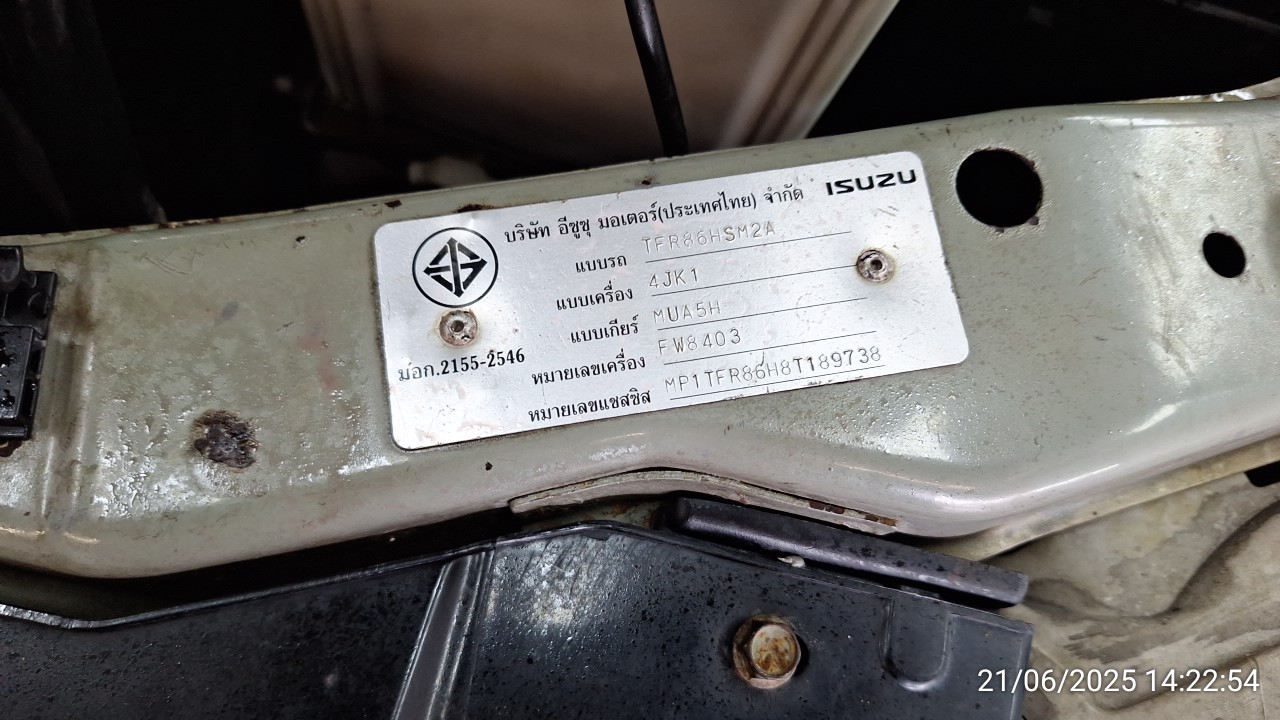 ISUZU
บริษัท อีซูซุ มอเตอร์(ประเทศไทย) จำกัด
แบบรถ TFR86HSM2A
แบบเครื่อง 4JK1
แบบเกียร์ MUA5H
หมายเลขเครื่อง FW8403
หมายเลขแชสซิส MP1TFR86H8T189738
มอก.2155-2546
21/06/2025 14:22:54